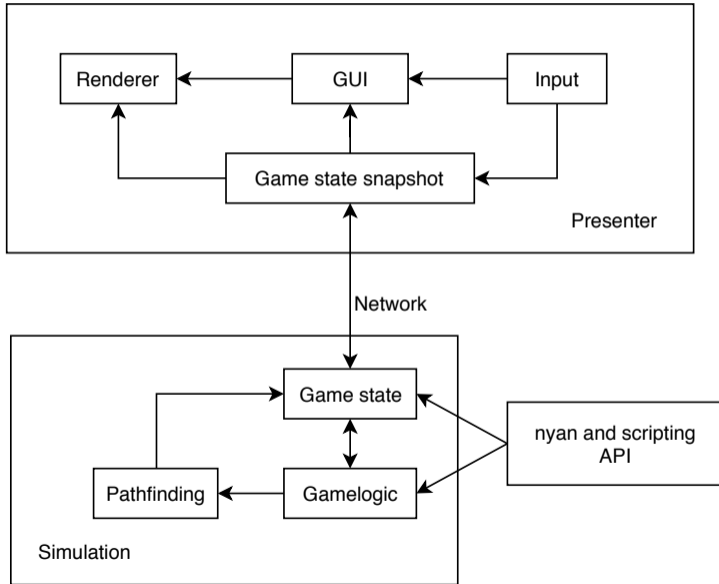 Renderer
GUI
Input
Game state snapshot
Presenter
Network
Game state
nyan and scripting
API
Pathfinding
Gamelogic
Simulation